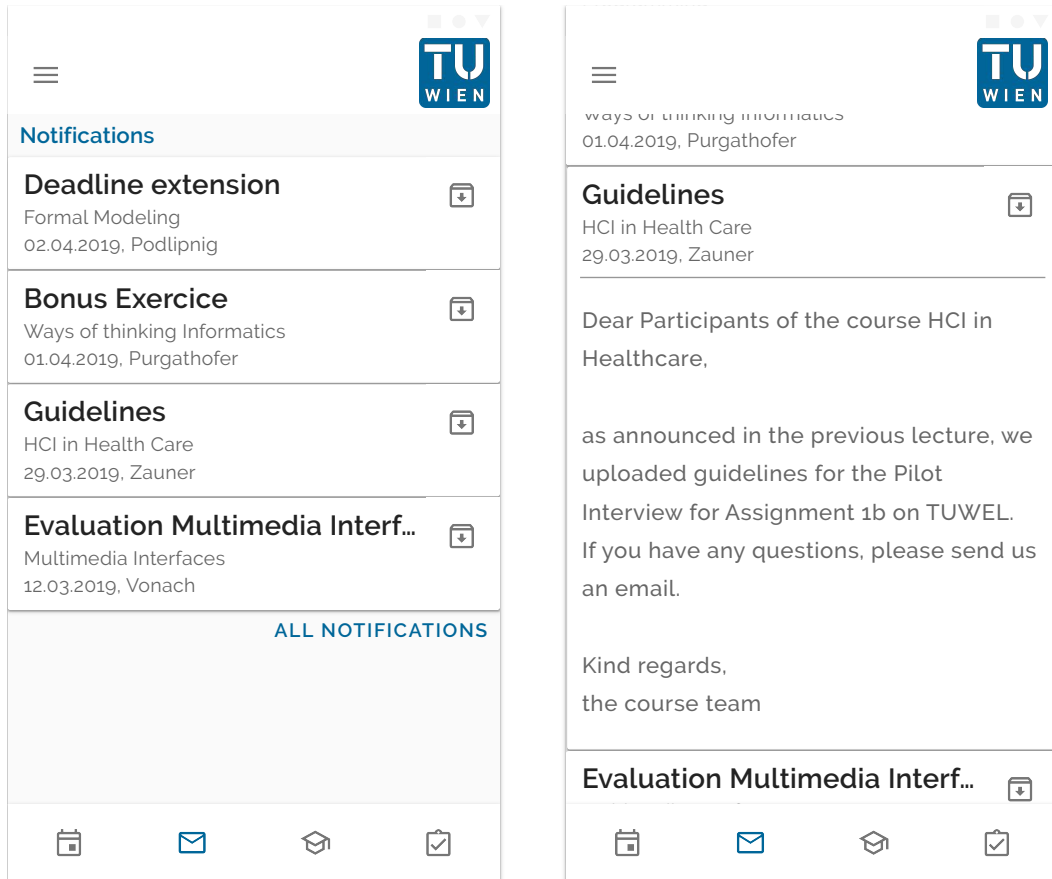 TU
WIEN
Notifications
Deadline extension
Formal Modeling
02.04.2019, Podlipnig
Bonus Exercice
Ways of thinking Informatics
01.04.2019, Purgathofer
Guidelines
HCI in Health Care
29.03.2019, Zauner
Evaluation Multimedia Interf...
Multimedia Interfaces
12.03.2019, Vonach
ALL NOTIFICATIONS
TU
WIEN
Ways of thinking Informatics
01.04.2019, Purgathofer
Guidelines
HCI in Health Care
29.03.2019, Zauner
Dear Participants of the course HCI in
Healthcare,
as announced in the previous lecture, we
uploaded guidelines for the Pilot
Interview for Assignment 1b on TUWEL.
If you have any questions, please send us
an email.
Kind regards,
the course team
Evaluation Multimedia Interf...